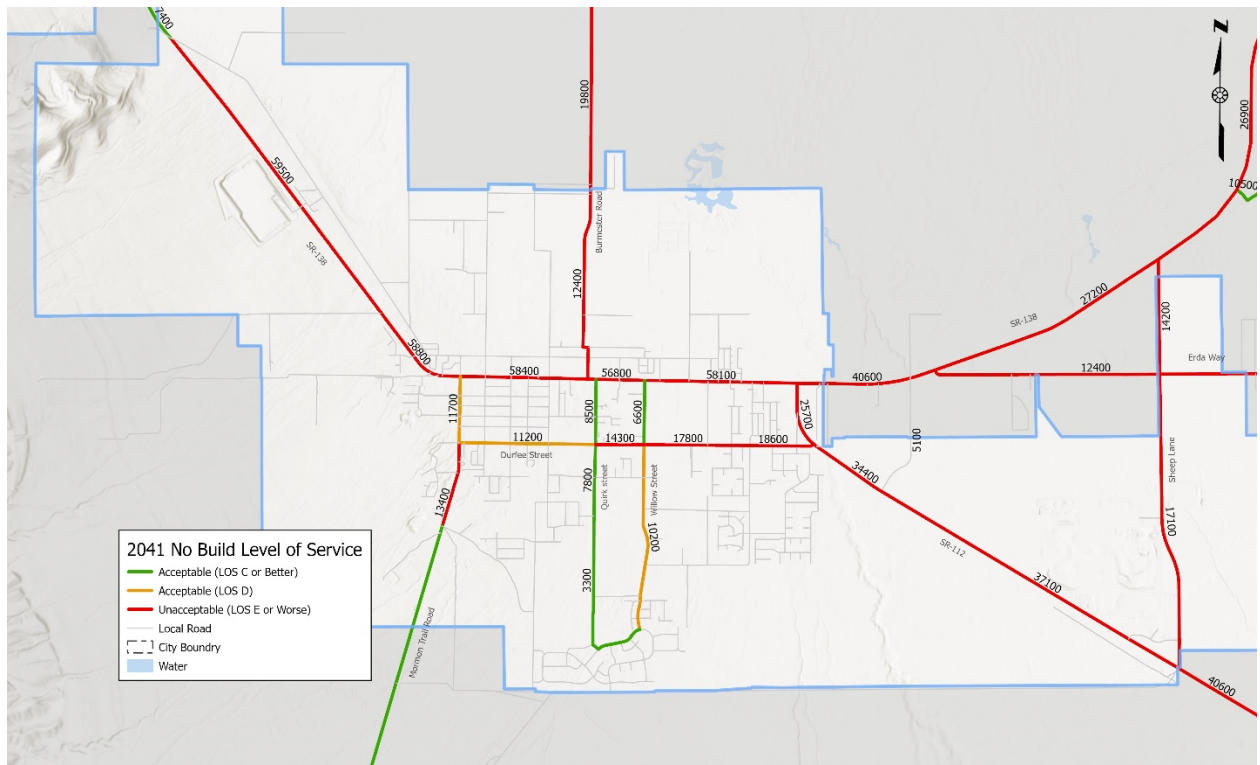 7400
19800
Z
26900
10500
59500
Burmester Road
SR-138
12400
27200
SR-138
14200
58800
58400
56800
58100
40600
Erda Way
12400
11700
8500
6600
25700
11200
14300
17800
18600
5100
Durfee Street
7800
Quirk street
Willow Street
34400
Sheep Lane
13400
10200
17100
SR-112
3300
37100
2041 No Build Level of Service
Acceptable (LOS C or Better)
Acceptable (LOS D)
Unacceptable (LOS E or Worse)
Local Road
City Boundry
Water
Mormon Trail Road
40600